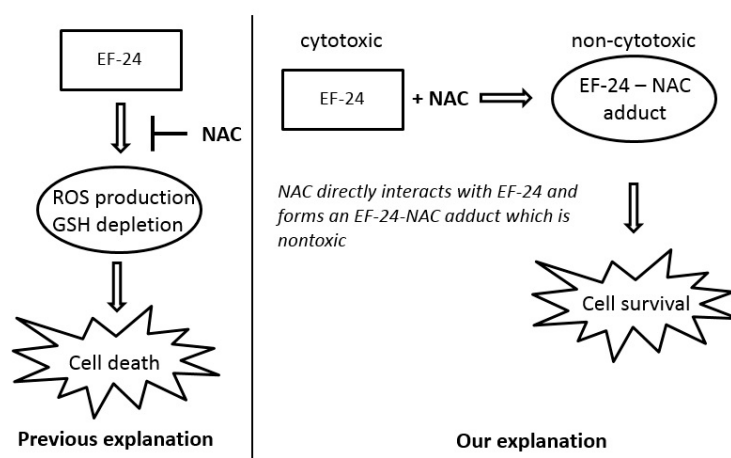 EF-24
NAC
ROS production
GSH depletion
Cell death
Previous explanation
cytotoxic
non-cytotoxic
EF-24
+ NAC
EF-24 – NAC
adduct
NAC directly interacts with EF-24 and
forms an EF-24-NAC adduct which is
nontoxic
Cell survival
Our explanation